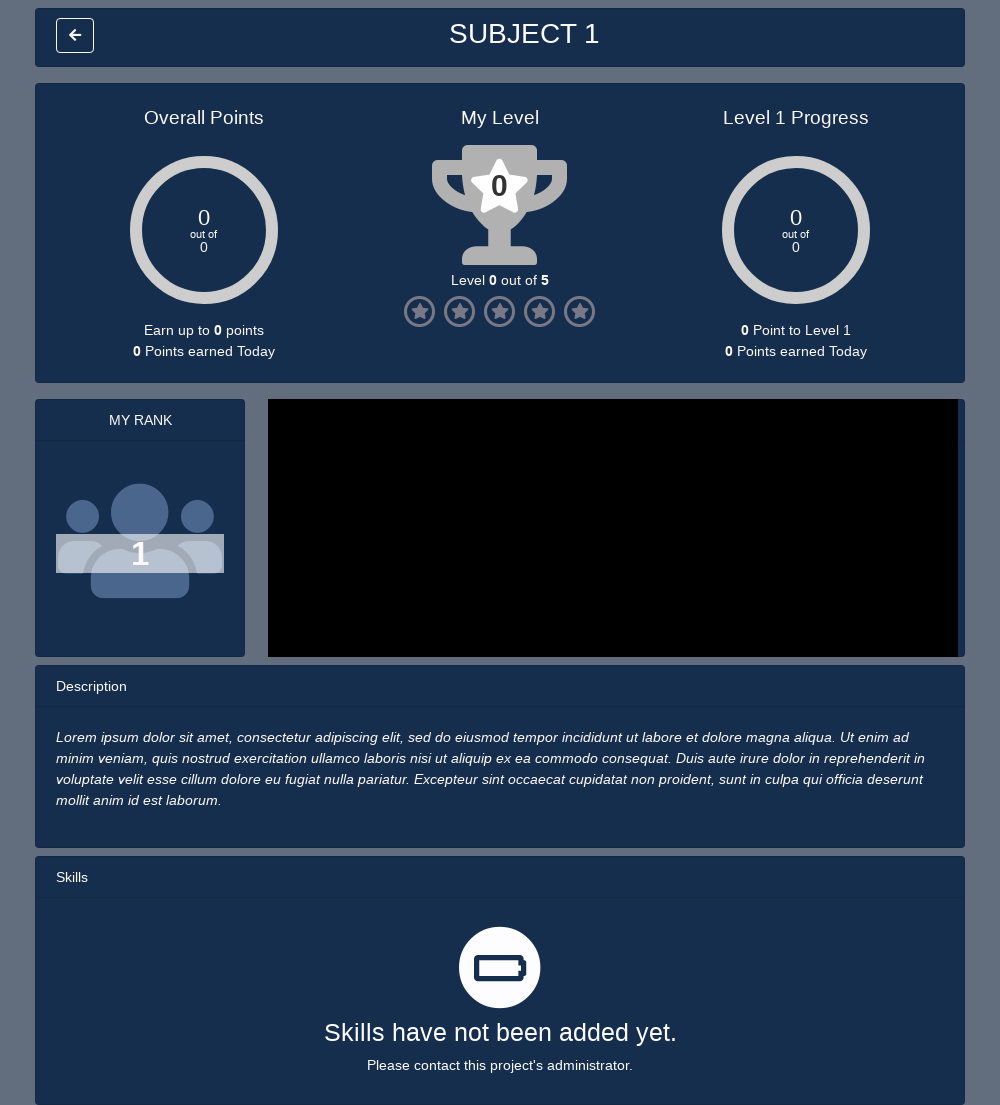 SUBJECT 1
Overall Points
My Level
Level 1 Progress
0
out of
0
0
0
out of
0
Level 0 out of 5
Earn up to 0 points
0 Points earned Today
0 Point to Level 1
0 Points earned Today
MY RANK
1
Description
Lorem ipsum dolor sit amet, consectetur adipiscing elit, sed do eiusmod tempor incididunt ut labore et dolore magna aliqua. Ut enim ad
minim veniam, quis nostrud exercitation ullamco laboris nisi ut aliquip ex ea commodo consequat. Duis aute irure dolor in reprehenderit in
voluptate velit esse cillum dolore eu fugiat nulla pariatur. Excepteur sint occaecat cupidatat non proident, sunt in culpa qui officia deserunt
mollit anim id est laborum.
Skills
Skills have not been added yet.
Please contact this project's administrator.